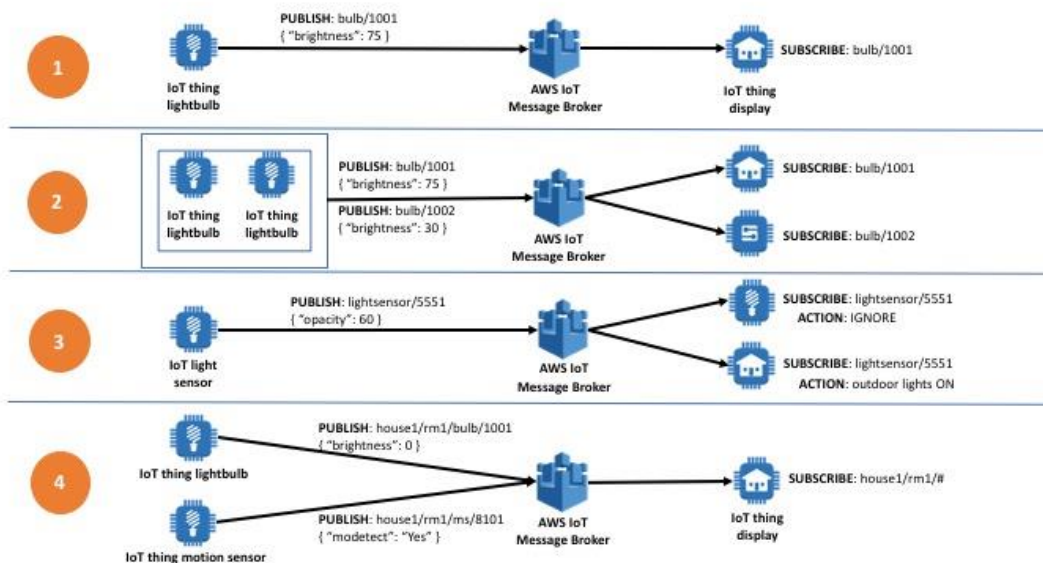 1
IoT thing
lightbulb
PUBLISH: bulb/1001
{ “brightness”: 75 }
AWS IoT
Message Broker
IoT thing
display
SUBSCRIBE: bulb/1001
2
IoT thing
lightbulb
IoT thing
lightbulb
PUBLISH: bulb/1001
{ “brightness”: 75 }
PUBLISH: bulb/1002
{ “brightness”: 30 }
AWS IoT
Message Broker
SUBSCRIBE: bulb/1001
SUBSCRIBE: bulb/1002
3
IoT light
sensor
PUBLISH: lightsensor/5551
{ “opacity”: 60 }
AWS IoT
Message Broker
SUBSCRIBE: lightsensor/5551
ACTION: IGNORE
SUBSCRIBE: lightsensor/5551
ACTION: outdoor lights ON
4
IoT thing lightbulb
IoT thing motion sensor
PUBLISH: house1/rm1/bulb/1001
{ “brightness”: 0 }
PUBLISH: house1/rm1/ms/8101
{ “modetect”: “Yes” }
AWS IoT
Message Broker
IoT thing
display
SUBSCRIBE: house1/rm1/#